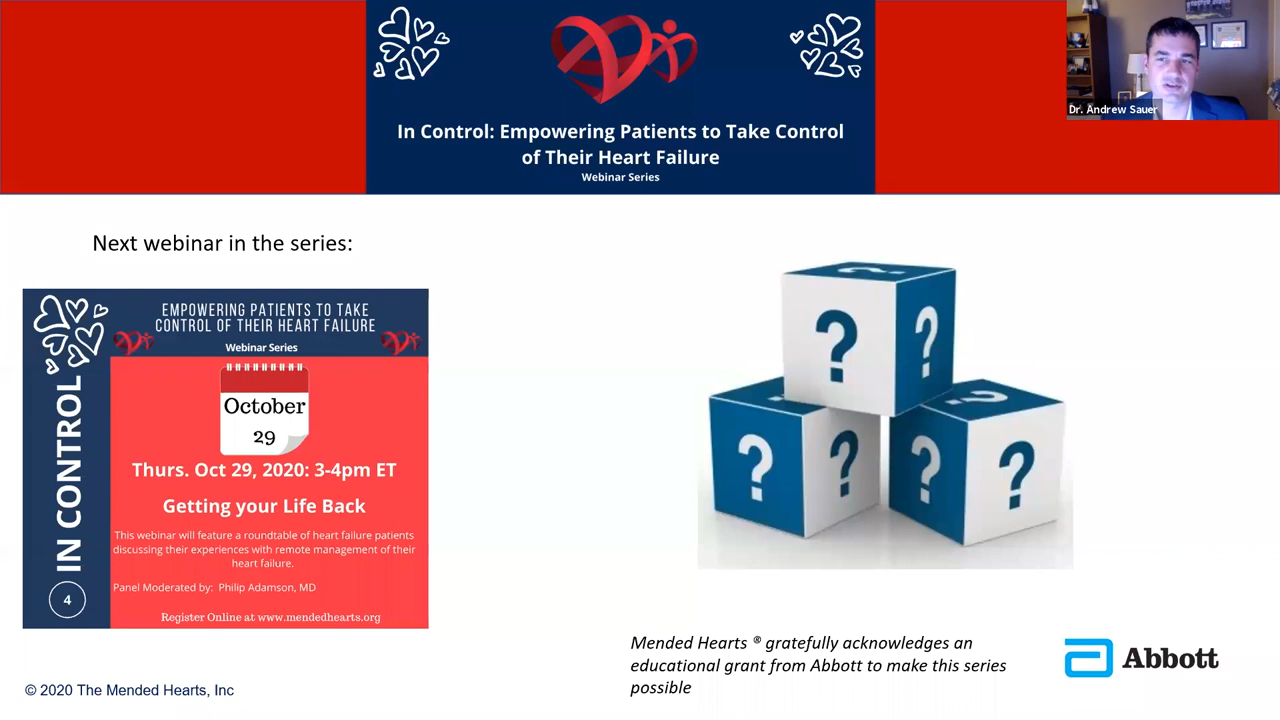 In Control: Empowering Patients to Take Control
of Their Heart Failure
Webinar Series
Dr. Andrew Sauer
Next webinar in the series:
EMPOWERING PATIENTS TO TAKE
CONTROL OF THEIR HEART FAILURE
Webinar Series
IN CONTROL
4
October
29
Thurs. Oct 29, 2020: 3-4pm ET
Getting your Life Back
This webinar will feature a roundtable of heart failure patients
discussing their experiences with remote management of their
heart failure.
Panel Moderated by: Philip Adamson, MD
Register Online at www.mendedhearts.org
?
?
?
?
?
?
?
?
?
Mended Hearts ® gratefully acknowledges an
educational grant from Abbott to make this series
possible
Abbott
© 2020 The Mended Hearts, Inc